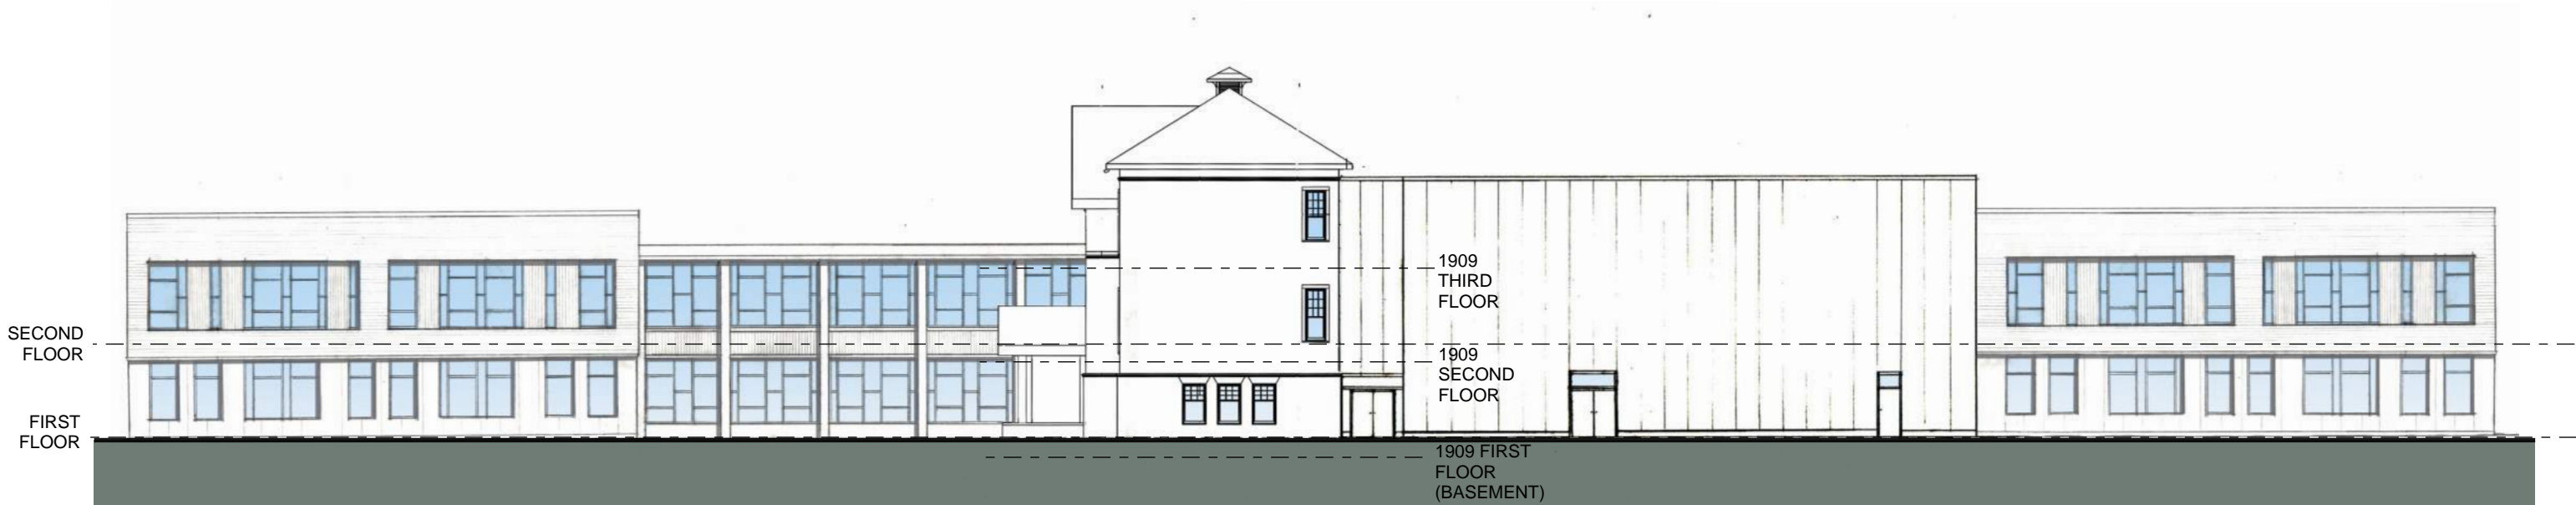 1909
THIRD
FLOOR
SECOND
FLOOR
1909
SECOND
FLOOR
FIRST
FLOOR
1909 FIRST
FLOOR
(BASEMENT)